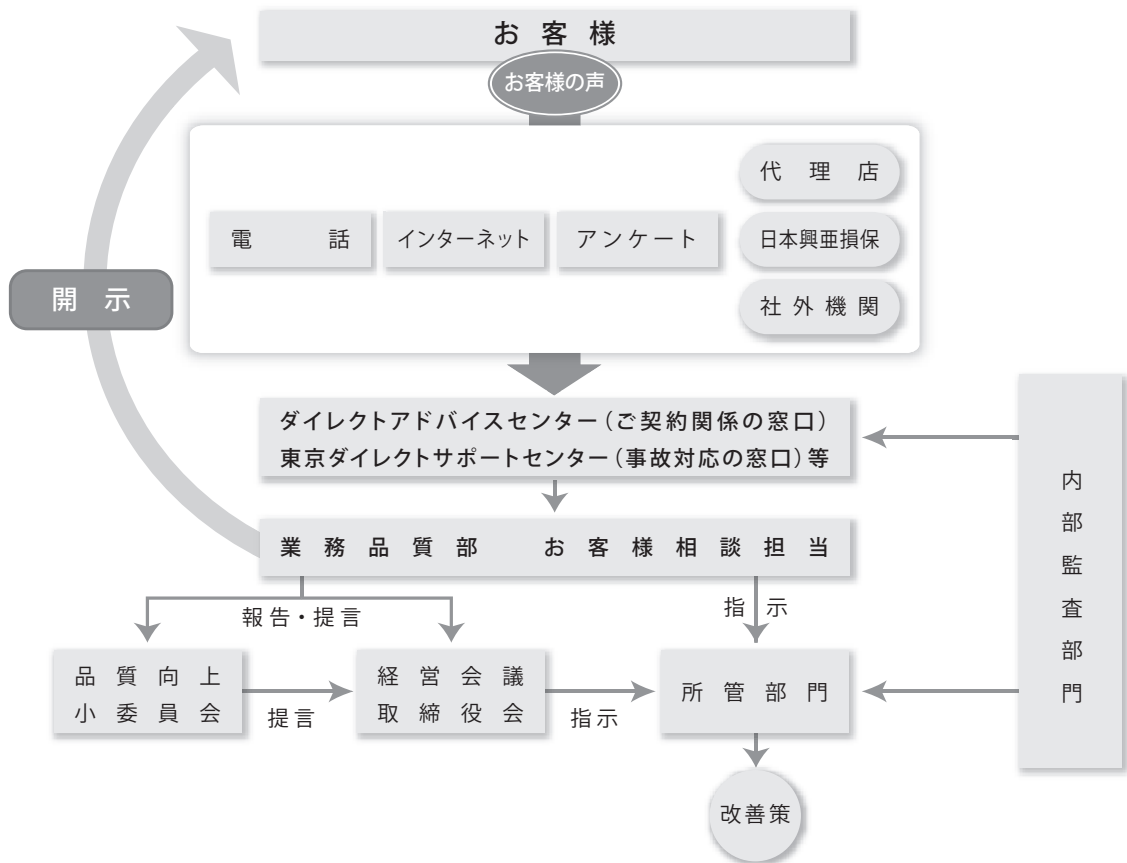 お客様
お客様の声
代理店
電話
インターネット
アンケート
日本興亜損保
社外機関
開示
ダイレクトアドバイスセンター(ご契約関係の窓口)
東京ダイレクトサポートセンター(事故対応の窓口)等
業務品質部 お客様相談担当
内部監査部門
報告・提言
指示
品質向上
小委員会
提言
経営会議
取締役会
指示
所管部門
改善策